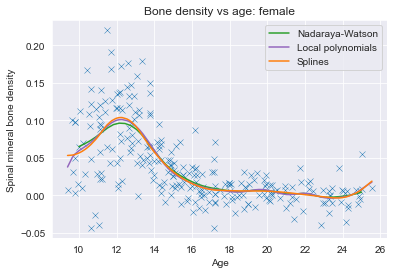 Bone density vs age: female
Nadaraya-Watson
Local polynomials
Splines
Spinal mineral bone density
0.20
0.15
0.10
0.05
0.00
−0.05
10 12 14 16 18 20 22 24 26
Age